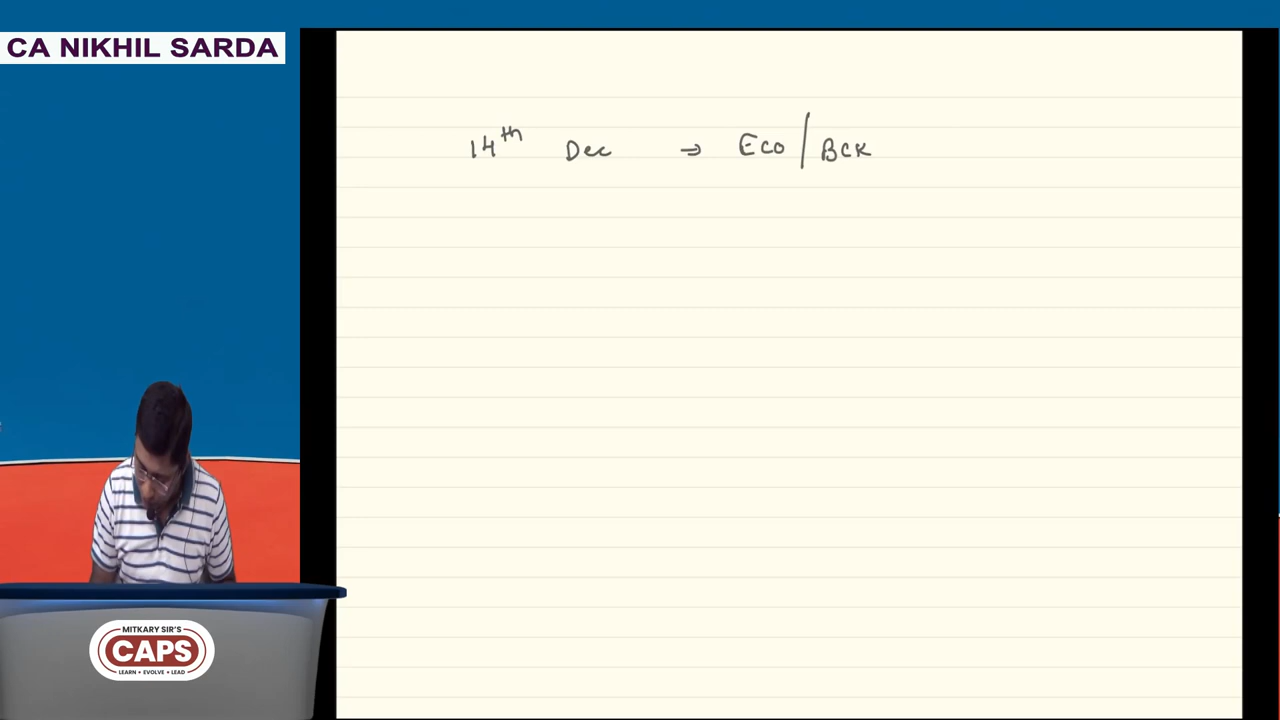 CA NIKHIL SARDA
14th Dec ⇒ Eco / BCK
MITKARY SIR'S
CAPS
LEARN • EVOLVE • LEAD